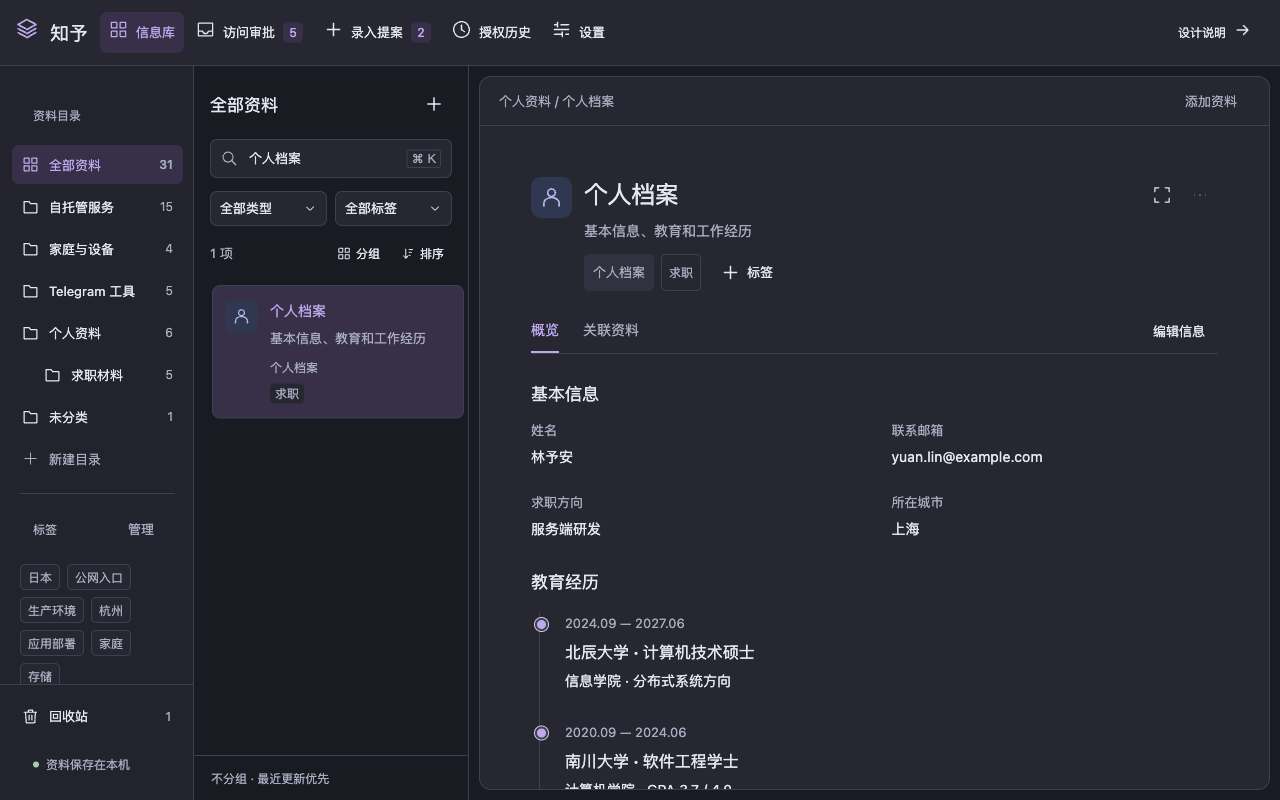 知予
信息库
访问审批 5
录入提案 2
授权历史
设置
设计说明
资料目录
全部资料 31
自托管服务 15
家庭与设备 4
Telegram 工具 5
个人资料 6
求职材料 5
未分类 1
新建目录
标签 管理
日本 公网入口
生产环境 杭州
应用部署 家庭
存储
回收站 1
资料保存在本机
全部资料
个人档案 ⌘ K
全部类型 全部标签
1 项 分组 排序
个人档案
基本信息、教育和工作经历
个人档案
求职
不分组 · 最近更新优先
个人资料 / 个人档案 添加资料
个人档案
基本信息、教育和工作经历
个人档案 求职 标签
概览 关联资料 编辑信息
基本信息
姓名 联系邮箱
林予安 yuan.lin@example.com
求职方向 所在城市
服务端研发 上海
教育经历
2024.09 — 2027.06
北辰大学 · 计算机技术硕士
信息学院 · 分布式系统方向
2020.09 — 2024.06
南川大学 · 软件工程学士
计算机学院 · GPA 3.7 / 4.0